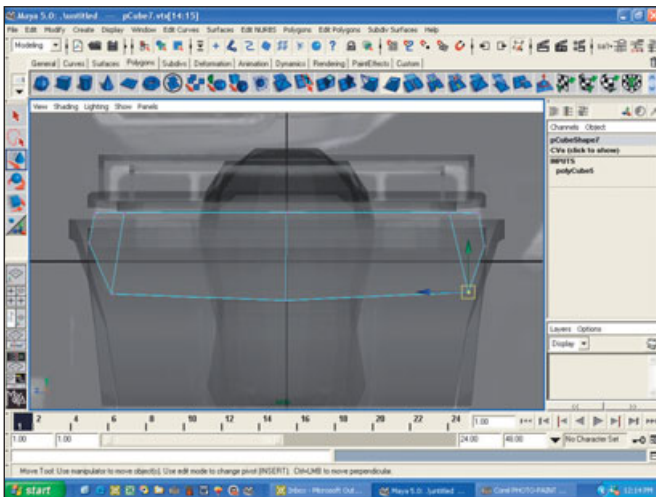 Maya 5.0: .\untitled --- pCube7.vtx[14:15]
File Edit Modify Create Display Window Edit Curves Surfaces Edit NURBS Polygons Edit Polygons Subdiv Surfaces Help
Modeling
General Curves Surfaces Polygons Subdivs Deformation Animation Dynamics Rendering PaintEffects Custom
View Shading Lighting Show Panels
Channels Object
pCubeShape7
CVs (click to show)
INPUTS
polyCube5
Layers Options
Display
1 2 4 6 8 10 12 14 16 18 20 22 24 1.00
1.00 1.00 24.00 48.00 No Character Set
Move Tool: Use manipulator to move object(s). Use edit mode to change pivot (INSERT). Ctrl+LMB to move perpendicular.
start Inbox - Microsoft Out... Maya 5.0: .\untitled ... Corel PHOTO-PAINT ... 12:14 PM